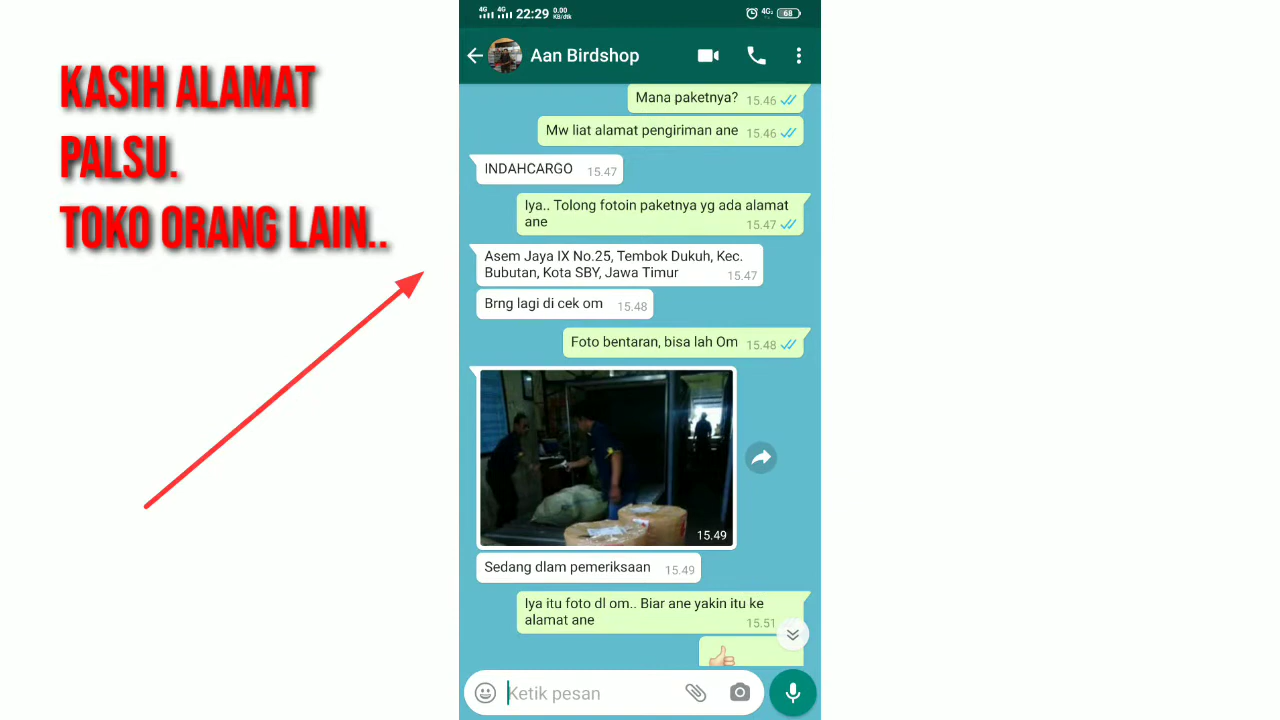 KASIH ALAMAT
PALSU.
TOKO ORANG LAIN..
4G 4G 22:29 0.00 KB/dtk 4G 68
Aan Birdshop
Mana paketnya? 15.46
Mw liat alamat pengiriman ane 15.46
INDAHCARGO 15.47
Iya.. Tolong fotoin paketnya yg ada alamat
ane 15.47
Asem Jaya IX No.25, Tembok Dukuh, Kec.
Bubutan, Kota SBY, Jawa Timur 15.47
Brng lagi di cek om 15.48
Foto bentaran, bisa lah Om 15.48
15.49
Sedang dlam pemeriksaan 15.49
Iya itu foto dl om.. Biar ane yakin itu ke
alamat ane 15.51
Ketik pesan